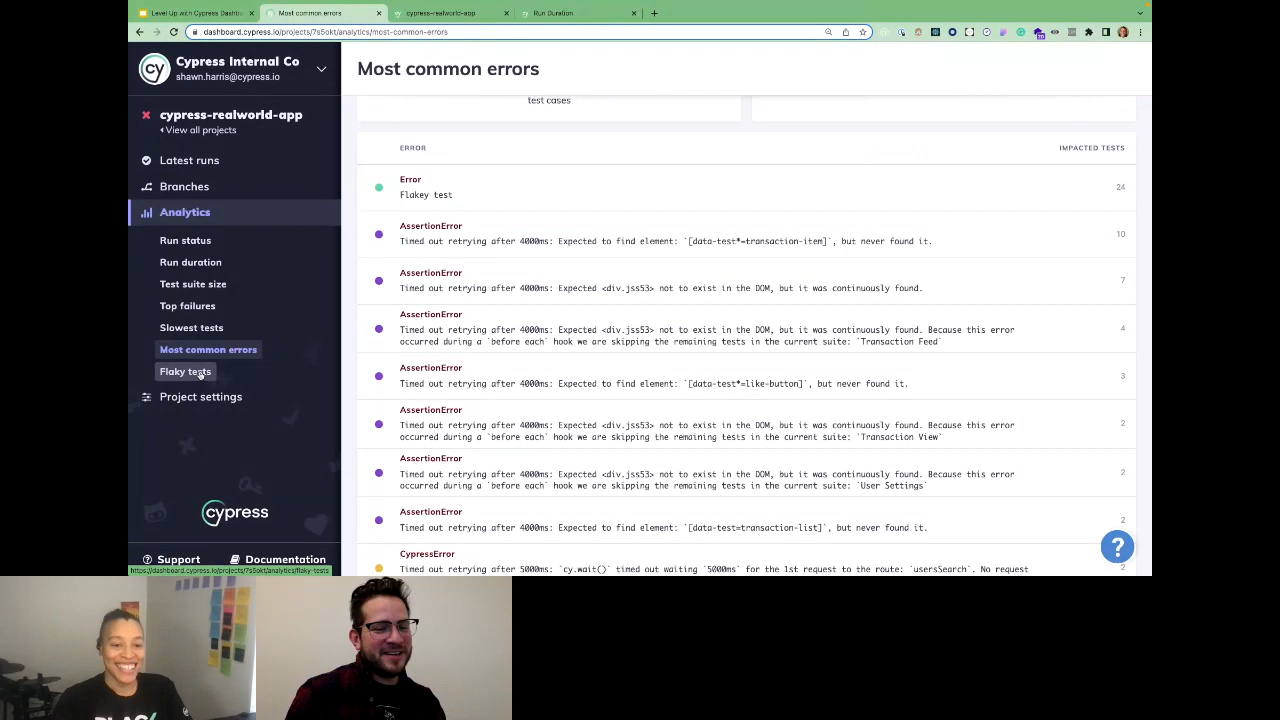 Level Up with Cypress Dashb
Most common errors
cypress-realworld-app
Run Duration
dashboard.cypress.io/projects/7s5okt/analytics/most-common-errors
cy
Cypress Internal Co
shawn.harris@cypress.io
Most common errors
cypress-realworld-app
View all projects
Latest runs
Branches
Analytics
Run status
Run duration
Test suite size
Top failures
Slowest tests
Most common errors
Flaky tests
Project settings
cypress
Support
Documentation
https://dashboard.cypress.io/projects/7s5okt/analytics/flaky-tests
test cases
ERROR
IMPACTED TESTS
Error
Flakey test
24
AssertionError
Timed out retrying after 4000ms: Expected to find element: `[data-test*=transaction-item]`, but never found it.
10
AssertionError
Timed out retrying after 4000ms: Expected <div.jss53> not to exist in the DOM, but it was continuously found.
7
AssertionError
Timed out retrying after 4000ms: Expected <div.jss53> not to exist in the DOM, but it was continuously found. Because this error
occurred during a `before each` hook we are skipping the remaining tests in the current suite: `Transaction Feed`
4
AssertionError
Timed out retrying after 4000ms: Expected to find element: `[data-test*=like-button]`, but never found it.
3
AssertionError
Timed out retrying after 4000ms: Expected <div.jss53> not to exist in the DOM, but it was continuously found. Because this error
occurred during a `before each` hook we are skipping the remaining tests in the current suite: `Transaction View`
2
AssertionError
Timed out retrying after 4000ms: Expected <div.jss53> not to exist in the DOM, but it was continuously found. Because this error
occurred during a `before each` hook we are skipping the remaining tests in the current suite: `User Settings`
2
AssertionError
Timed out retrying after 4000ms: Expected to find element: `[data-test=transaction-list]`, but never found it.
2
CypressError
Timed out retrying after 5000ms: `cy.wait()` timed out waiting `5000ms` for the 1st request to the route: `usersSearch`. No request
2
?